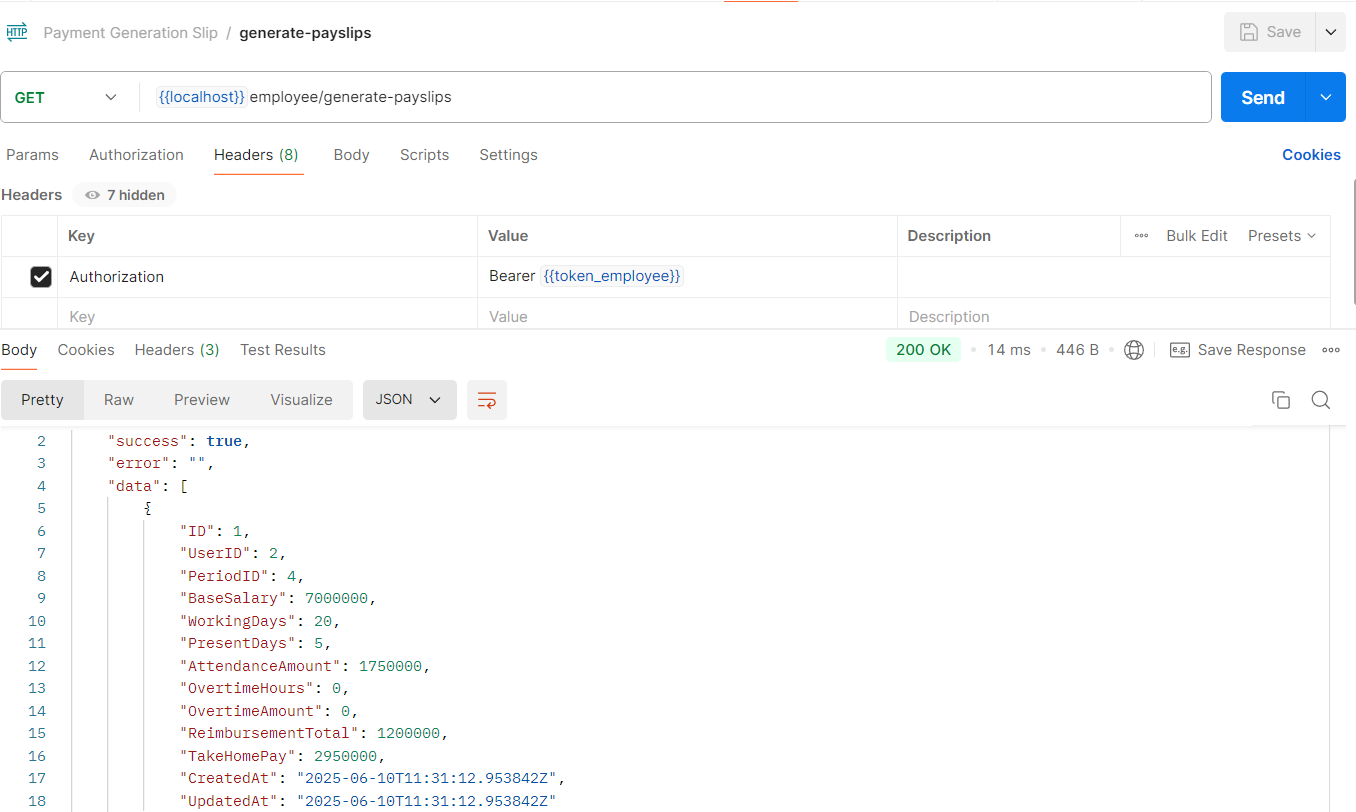 HTTP Payment Generation Slip / generate-payslips Save
GET {{localhost}} employee/generate-payslips Send
Params Authorization Headers (8) Body Scripts Settings Cookies
Headers 7 hidden
Key Value Description ••• Bulk Edit Presets
Authorization Bearer {{token_employee}}
Key Value Description
Body Cookies Headers (3) Test Results 200 OK • 14 ms • 446 B • e.g. Save Response •••
Pretty Raw Preview Visualize JSON
2 "success": true,
3 "error": "",
4 "data": [
5 {
6 "ID": 1,
7 "UserID": 2,
8 "PeriodID": 4,
9 "BaseSalary": 7000000,
10 "WorkingDays": 20,
11 "PresentDays": 5,
12 "AttendanceAmount": 1750000,
13 "OvertimeHours": 0,
14 "OvertimeAmount": 0,
15 "ReimbursementTotal": 1200000,
16 "TakeHomePay": 2950000,
17 "CreatedAt": "2025-06-10T11:31:12.953842Z",
18 "UpdatedAt": "2025-06-10T11:31:12.953842Z"